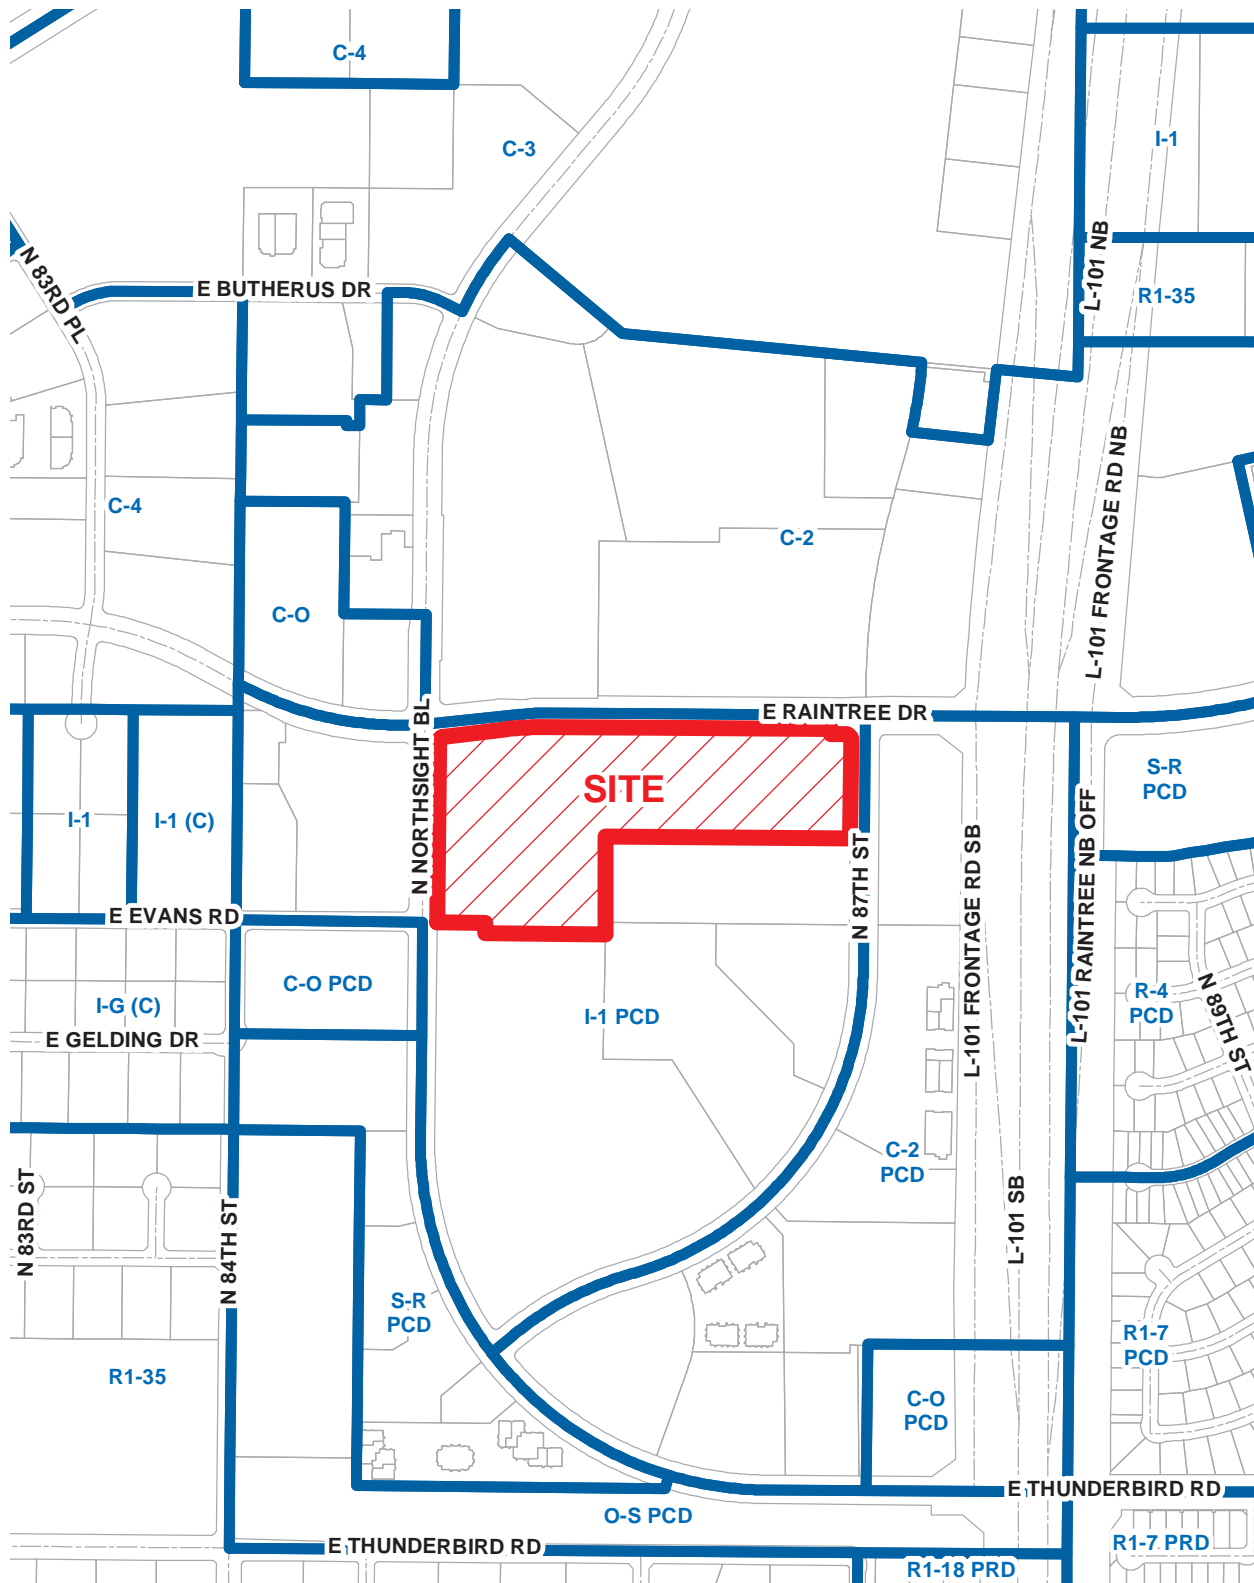 C-4
C-3
I-1
N 83RD PL
L-101 NB
E BUTHERUS DR
R1-35
L-101 FRONTAGE RD NB
C-4
C-2
C-O
N NORTHSIGHT BL
E RAINTREE DR
SITE
S-R
PCD
I-1
I-1 (C)
L-101 FRONTAGE RD SB
L-101 RAINTREE NB OFF
N 87TH ST
E EVANS RD
C-O PCD
I-G (C)
I-1 PCD
R-4
PCD
N 89TH ST
E GELDING DR
C-2
PCD
N 83RD ST
N 84TH ST
L-101 SB
S-R
PCD
R1-7
PCD
R1-35
C-O
PCD
E THUNDERBIRD RD
O-S PCD
E THUNDERBIRD RD
R1-7 PRD
R1-18 PRD